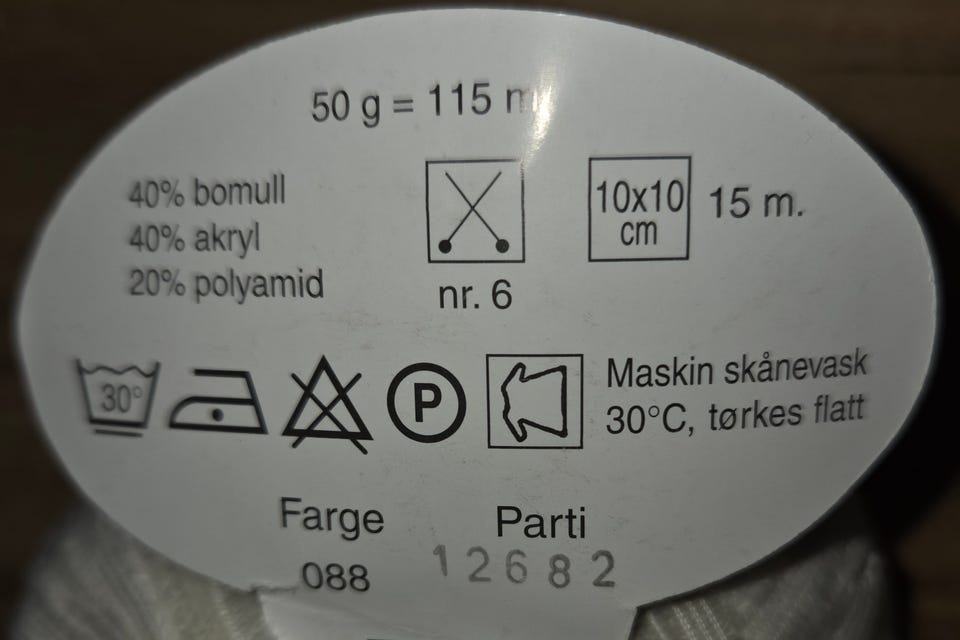 50 g = 115 m
40% bomull
40% akryl
20% polyamid
nr. 6
10x10
cm
15 m.
30°
P
Maskin skånevask
30°C, tørkes flatt
Farge
088
Parti
12682